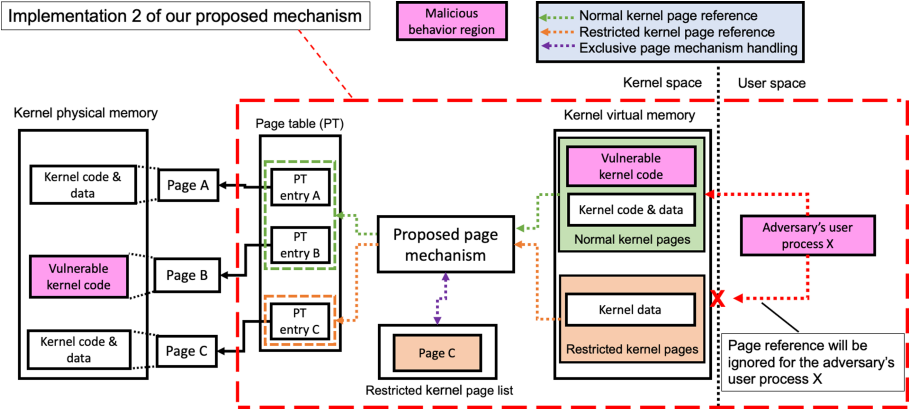 Implementation 2 of our proposed mechanism
Malicious
behavior region
Normal kernel page reference
Restricted kernel page reference
Exclusive page mechanism handling
Kernel space
User space
Kernel physical memory
Page table (PT)
Kernel virtual memory
Kernel code &
data
Page A
PT
entry A
Vulnerable
kernel code
Kernel code & data
Normal kernel pages
Adversary's user
process X
Proposed page
mechanism
PT
entry B
Page B
Vulnerable
kernel code
PT
entry C
Page C
Kernel code &
data
Kernel data
Restricted kernel pages
X
Page C
Restricted kernel page list
Page reference will be
ignored for the adversary's
user process X